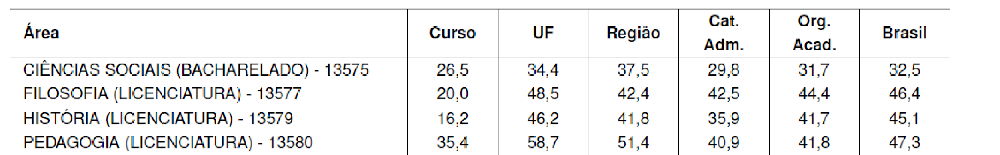 Área Curso UF Região Cat. Adm. Org. Acad. Brasil
CIÊNCIAS SOCIAIS (BACHARELADO) - 13575 26,5 34,4 37,5 29,8 31,7 32,5
FILOSOFIA (LICENCIATURA) - 13577 20,0 48,5 42,4 42,5 44,4 46,4
HISTÓRIA (LICENCIATURA) - 13579 16,2 46,2 41,8 35,9 41,7 45,1
PEDAGOGIA (LICENCIATURA) - 13580 35,4 58,7 51,4 40,9 41,8 47,3